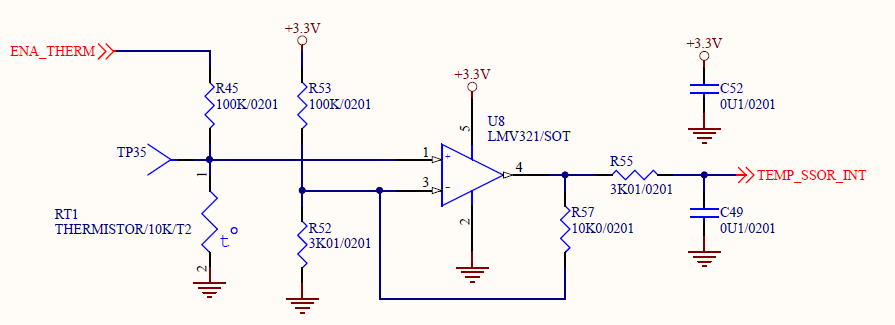 ENA_THERM
+3.3V
+3.3V
+3.3V
R45
100K/0201
R53
100K/0201
C52
0U1/0201
U8
LMV321/SOT
5
TP35
1
+
4
R55
3K01/0201
TEMP_SSOR_INT
1
3
-
RT1
THERMISTOR/10K/T2
t°
R52
3K01/0201
2
R57
10K0/0201
C49
0U1/0201
2